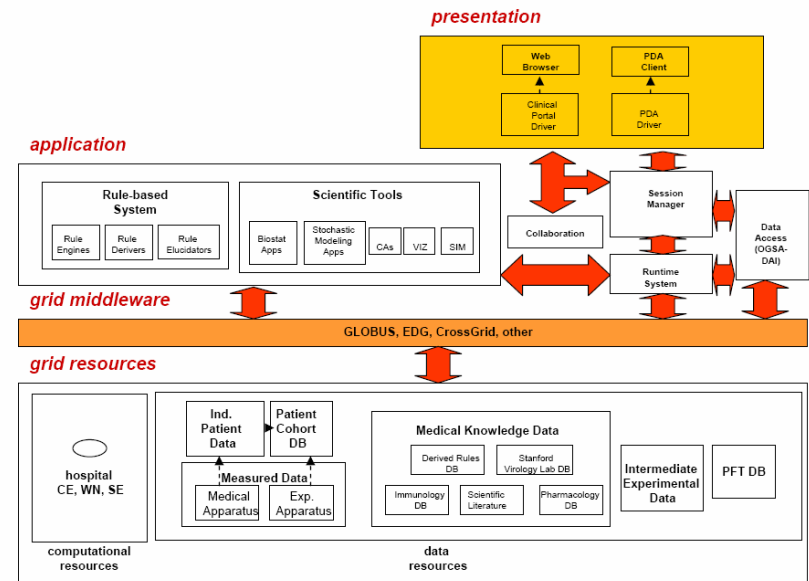 presentation
Web
Browser
PDA
Client
Clinical
Portal
Driver
PDA
Driver
application
Rule-based
System
Rule
Engines
Rule
Derivers
Rule
Elucidators
Scientific Tools
Biostat
Apps
Stochastic
Modeling
Apps
CAs
VIZ
SIM
Collaboration
Session
Manager
Runtime
System
Data
Access
(OGSA-
DAI)
grid middleware
GLOBUS, EDG, CrossGrid, other
grid resources
hospital
CE, WN, SE
computational
resources
Ind.
Patient
Data
Patient
Cohort
DB
Measured Data
Medical
Apparatus
Exp.
Apparatus
Medical Knowledge Data
Derived Rules
DB
Stanford
Virology Lab DB
Immunology
DB
Scientific
Literature
Pharmacology
DB
Intermediate
Experimental
Data
PFT DB
data
resources